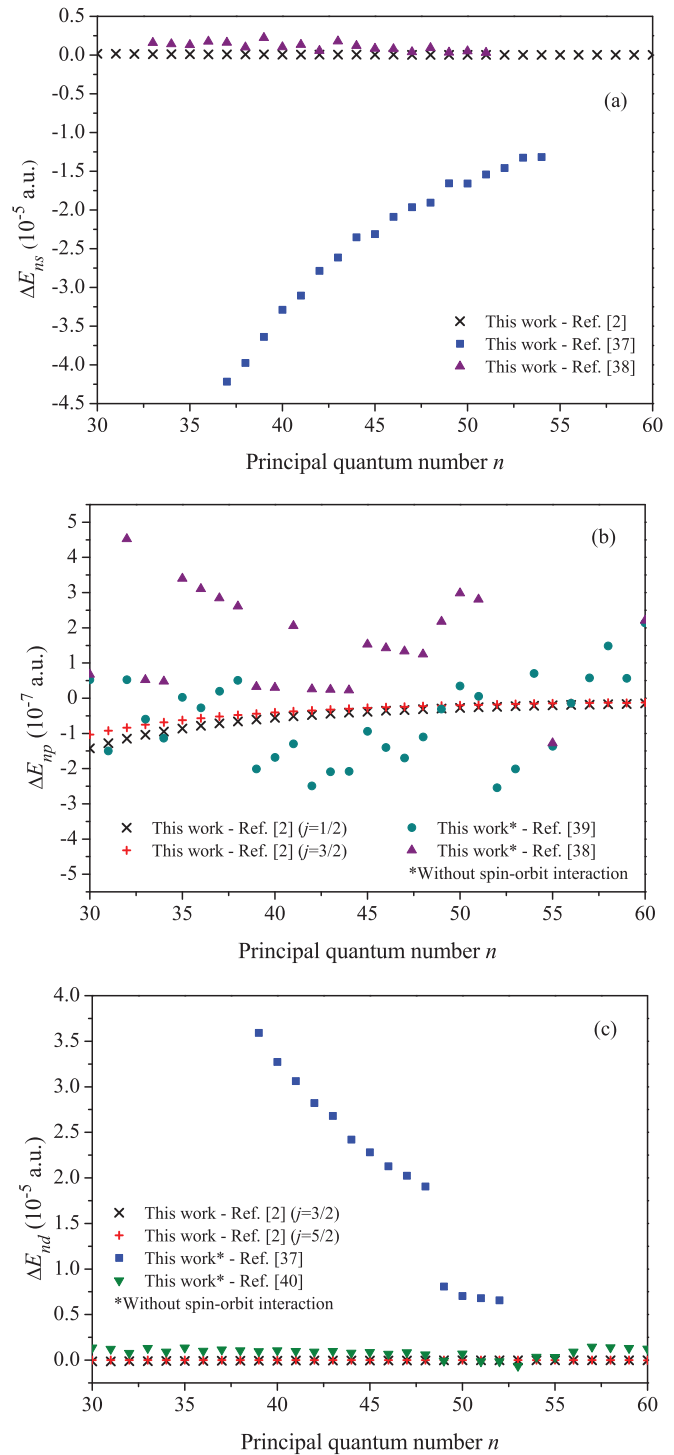 0.5
0.0
-0.5
-1.0
-1.5
-2.0
-2.5
-3.0
-3.5
-4.0
-4.5
ΔE_ns (10^-5 a.u.)
(a)
This work - Ref. [2]
This work - Ref. [37]
This work - Ref. [38]
30 35 40 45 50 55 60
Principal quantum number n
5
4
3
2
1
0
-1
-2
-3
-4
-5
ΔE_np (10^-7 a.u.)
(b)
This work - Ref. [2] (j=1/2)
This work - Ref. [2] (j=3/2)
This work* - Ref. [39]
This work* - Ref. [38]
*Without spin-orbit interaction
30 35 40 45 50 55 60
Principal quantum number n
4.0
3.5
3.0
2.5
2.0
1.5
1.0
0.5
0.0
ΔE_nd (10^-5 a.u.)
(c)
This work - Ref. [2] (j=3/2)
This work - Ref. [2] (j=5/2)
This work* - Ref. [37]
This work* - Ref. [40]
*Without spin-orbit interaction
30 35 40 45 50 55 60
Principal quantum number n